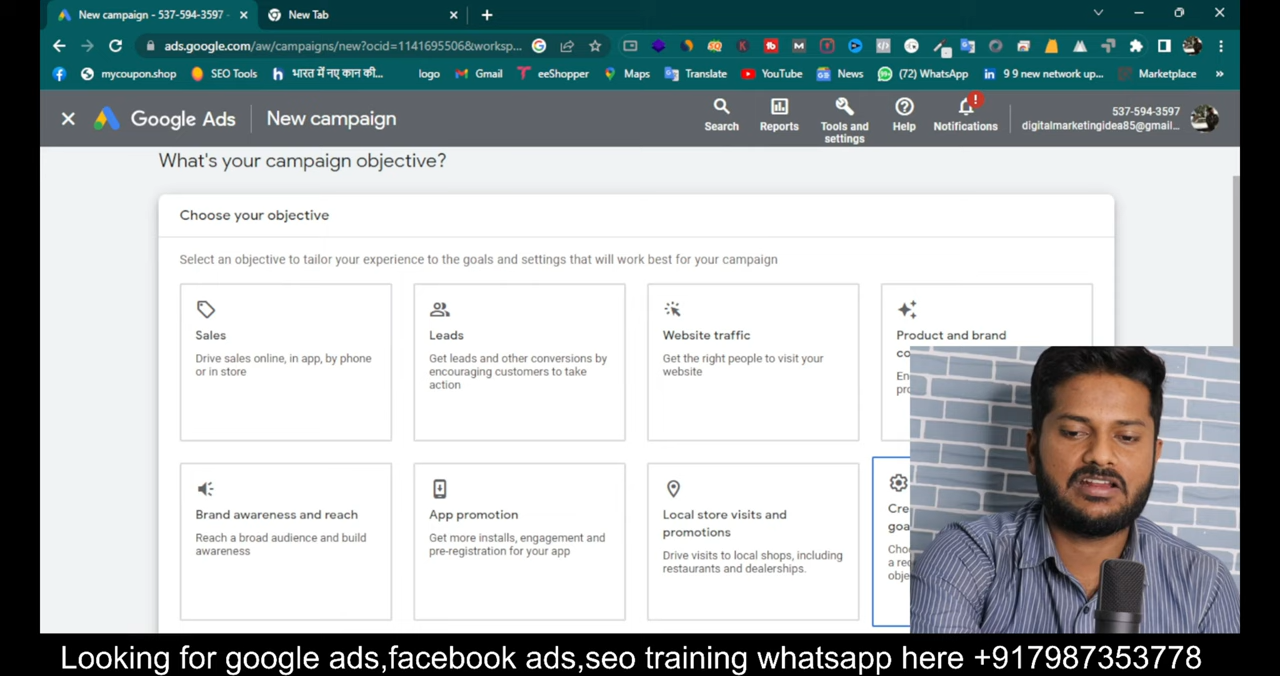 New campaign - 537-594-3597 -
New Tab
ads.google.com/aw/campaigns/new?ocid=11416955068&worksp...
mycoupon.shop
SEO Tools
भारत में नए कान की...
logo
Gmail
eeShopper
Maps
Translate
YouTube
News
(72) WhatsApp
9 9 new network up...
Marketplace
»
Google Ads
New campaign
Search
Reports
Tools and
settings
Help
Notifications
537-594-3597
digitalmarketingidea85@gmail...
What's your campaign objective?
Choose your objective
Select an objective to tailor your experience to the goals and settings that will work best for your campaign
Sales
Drive sales online, in app, by phone
or in store
Leads
Get leads and other conversions by
encouraging customers to take
action
Website traffic
Get the right people to visit your
website
Product and brand
Brand awareness and reach
Reach a broad audience and build
awareness
App promotion
Get more installs, engagement and
pre-registration for your app
Local store visits and
promotions
Drive visits to local shops, including
restaurants and dealerships.
Looking for google ads,facebook ads,seo training whatsapp here +917987353778